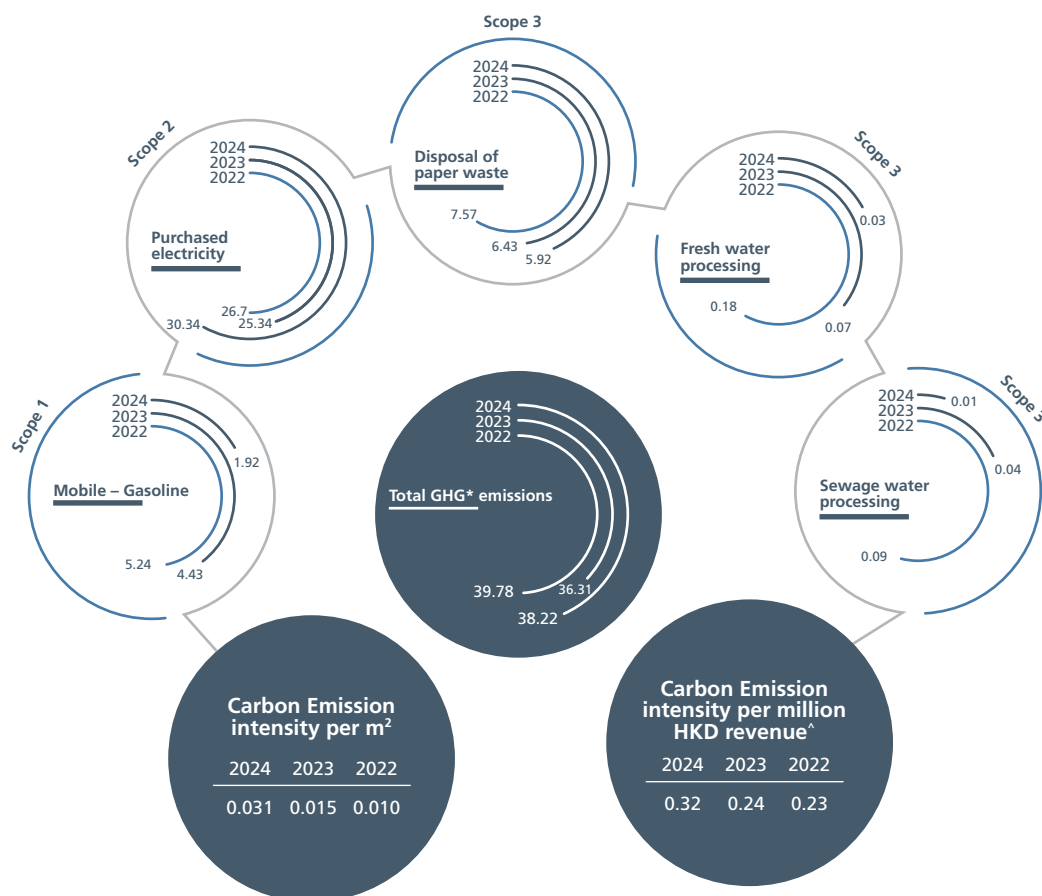 Scope 3
2024
2023
2022
Disposal of
paper waste
7.57
6.43
5.92
Scope 2
2024
2023
2022
Purchased
electricity
26.7
25.34
30.34
Scope 3
2024
2023
2022
0.03
Fresh water
processing
0.18
0.07
Scope 1
2024
2023
2022
1.92
Mobile – Gasoline
5.24
4.43
2024
2023
2022
Total GHG* emissions
39.78
36.31
38.22
Scope 3
2024
2023
2022
0.01
0.04
Sewage water
processing
0.09
Carbon Emission
intensity per m²
2024 2023 2022
0.031 0.015 0.010
Carbon Emission
intensity per million
HKD revenue^
2024 2023 2022
0.32 0.24 0.23